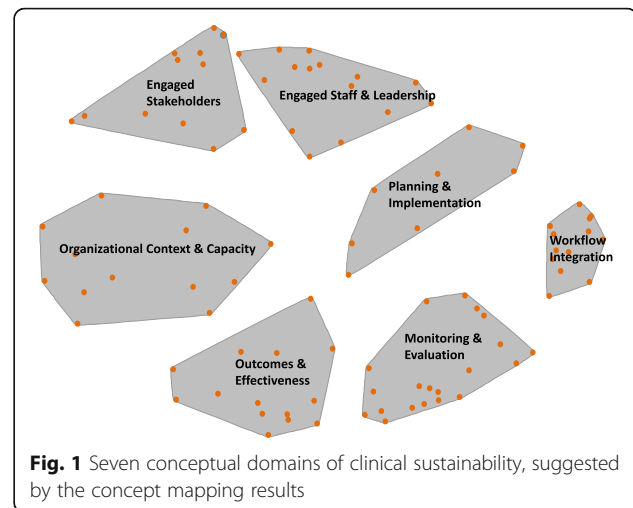 Engaged
Stakeholders
Engaged Staff & Leadership
Planning &
Implementation
Organizational Context & Capacity
Workflow
Integration
Monitoring &
Evaluation
Outcomes &
Effectiveness
Fig. 1 Seven conceptual domains of clinical sustainability, suggested
by the concept mapping results